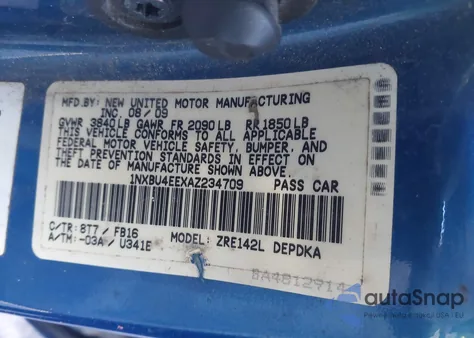 MFD.BY: NEW UNITED MOTOR MANUFACTURING
INC. 08/09
GVWR 3840LB GAWR FR 2090LB RR 1850LB
THIS VEHICLE CONFORMS TO ALL APPLICABLE
FEDERAL MOTOR VEHICLE SAFETY, BUMPER, AND
THEFT PREVENTION STANDARDS IN EFFECT ON
THE DATE OF MANUFACTURE SHOWN ABOVE.
1NXBU4EEXAZ234709 PASS CAR
C/TR: 8T7 / FB16
A/TM: -03A / U341E MODEL: ZRE142L DEPDKA
BA4812914
autoSnap